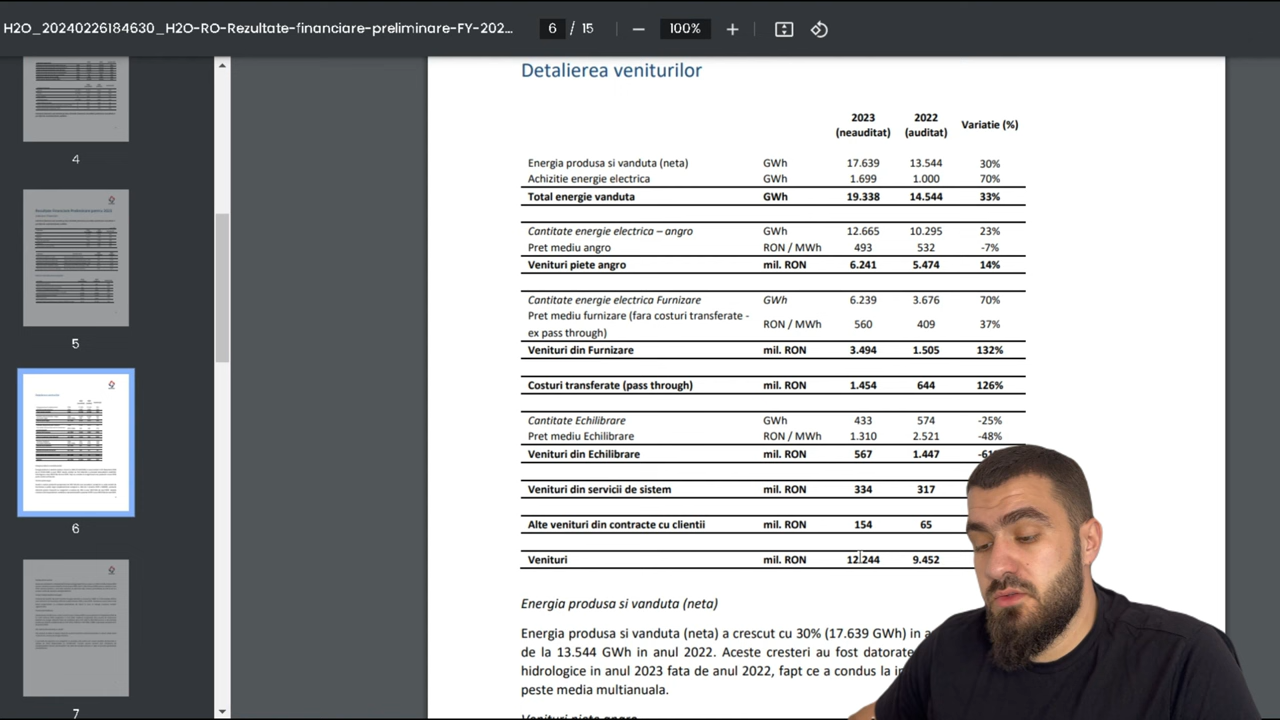 H2O_20240226184630_H2O-RO-Rezultate-financiare-preliminare-FY-202... 6 / 15 100%
4
5
6
7
Detalierea veniturilor
2023 2022 Variatie (%)
(neauditat) (auditat)
Energia produsa si vanduta (neta) GWh 17.639 13.544 30%
Achizitie energie electrica GWh 1.699 1.000 70%
Total energie vanduta GWh 19.338 14.544 33%
Cantitate energie electrica – angro GWh 12.665 10.295 23%
Pret mediu angro RON / MWh 493 532 -7%
Venituri piete angro mil. RON 6.241 5.474 14%
Cantitate energie electrica Furnizare GWh 6.239 3.676 70%
Pret mediu furnizare (fara costuri transferate -
ex pass through) RON / MWh 560 409 37%
Venituri din Furnizare mil. RON 3.494 1.505 132%
Costuri transferate (pass through) mil. RON 1.454 644 126%
Cantitate Echilibrare GWh 433 574 -25%
Pret mediu Echilibrare RON / MWh 1.310 2.521 -48%
Venituri din Echilibrare mil. RON 567 1.447
Venituri din servicii de sistem mil. RON 334 317
Alte venituri din contracte cu clientii mil. RON 154 65
Venituri mil. RON 12.244 9.452
Energia produsa si vanduta (neta)
Energia produsa si vanduta (neta) a crescut cu 30% (17.639 GWh) in
de la 13.544 GWh in anul 2022. Aceste cresteri au fost datorate
hidrologice in anul 2023 fata de anul 2022, fapt ce a condus la
peste media multianuala.
Venituri piete angro